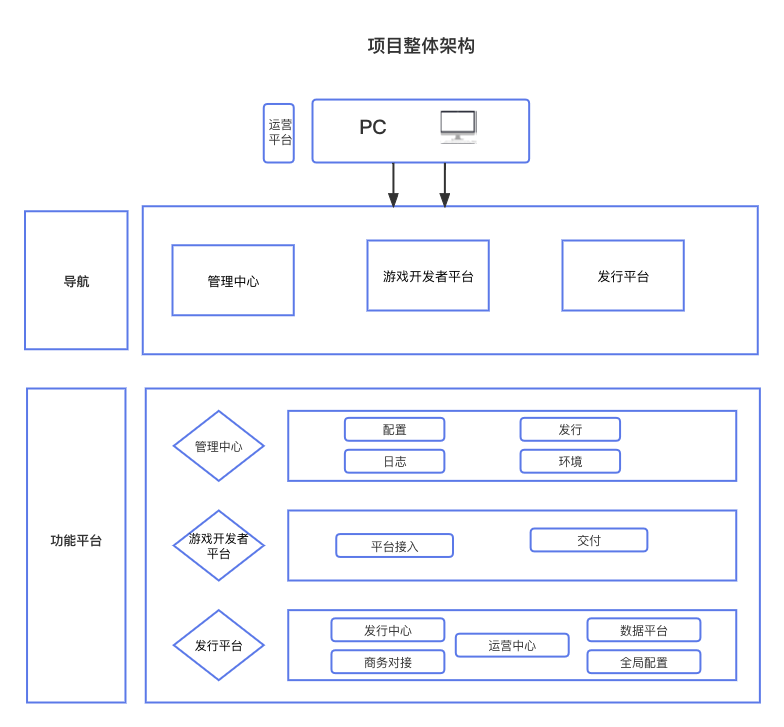 项目整体架构
运营
平台
PC
导航
管理中心
游戏开发者平台
发行平台
功能平台
管理中心
配置
发行
日志
环境
游戏开发者
平台
平台接入
交付
发行平台
发行中心
运营中心
数据平台
商务对接
全局配置